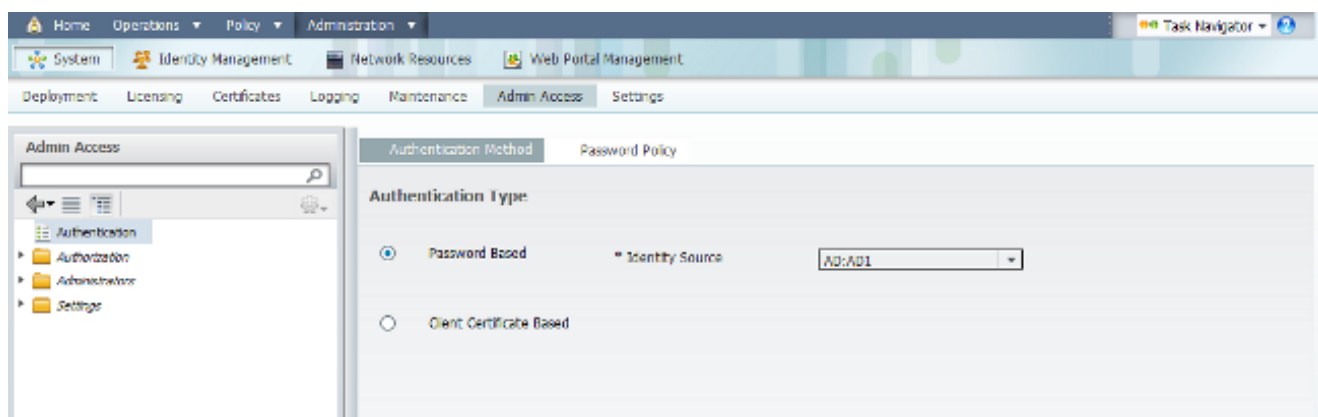 Home Operations Policy Administration Task Navigator
System Identity Management Network Resources Web Portal Management
Deployment Licensing Certificates Logging Maintenance Admin Access Settings
Admin Access
Authentication
Authorization
Administrators
Settings
Authentication Method Password Policy
Authentication Type
Password Based * Identity Source AD:AD1
Client Certificate Based